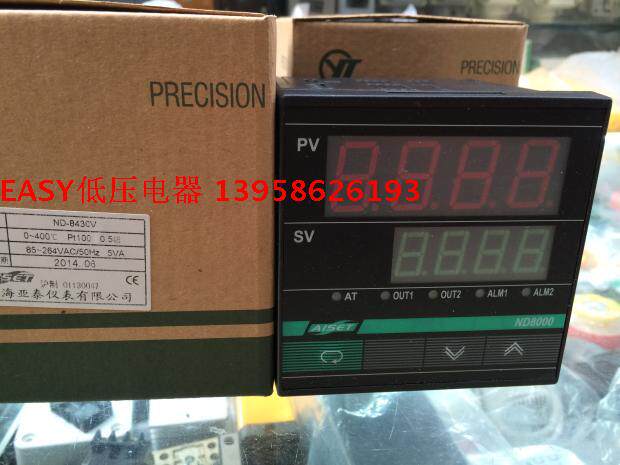 PRECISION
YT
PRECISION
EASY低压电器 13958626193
ND-8430V
0~400℃ Pt100 0.5级
85~264VAC/50Hz 5VA
2014.06
AISET 沪制 01130047
海亚泰仪表有限公司
PV
SV
AT OUT1 OUT2 ALM1 ALM2
AISET ND8000